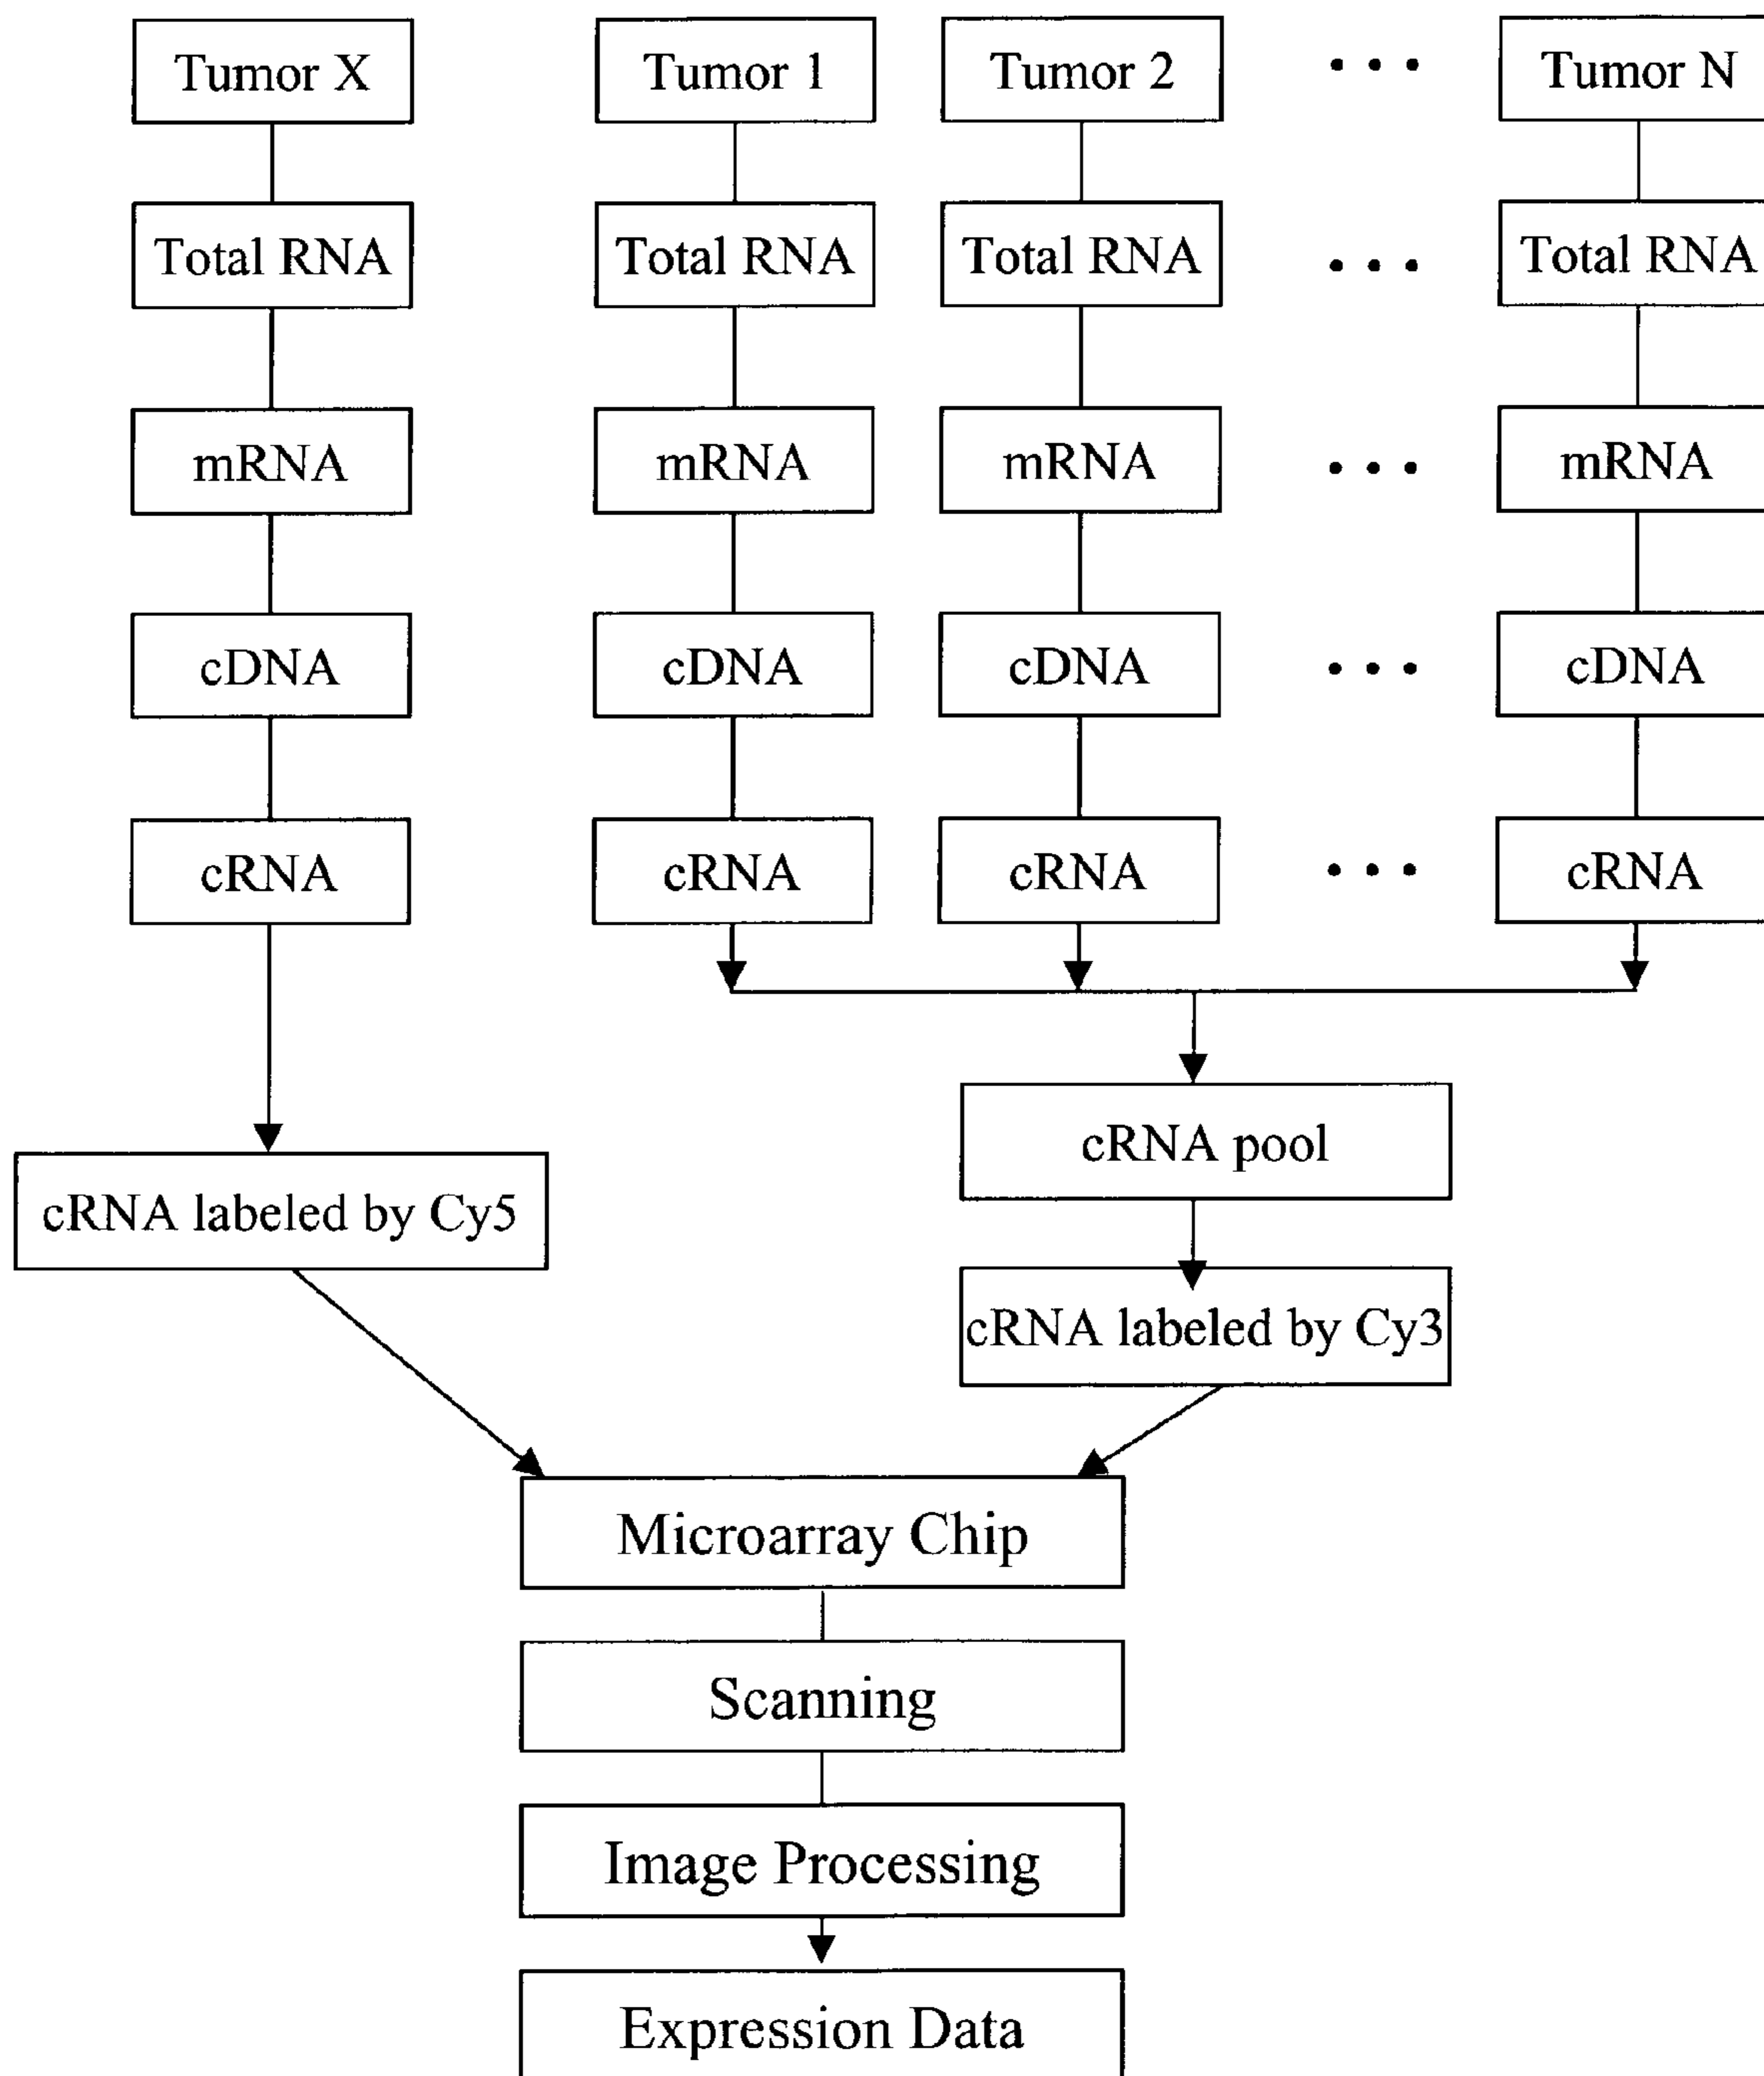 Tumor X
Tumor 1
Tumor 2
• • •
Tumor N
Total RNA
Total RNA
Total RNA
• • •
Total RNA
mRNA
mRNA
mRNA
• • •
mRNA
cDNA
cDNA
cDNA
• • •
cDNA
cRNA
cRNA
cRNA
• • •
cRNA
cRNA pool
cRNA labeled by Cy5
cRNA labeled by Cy3
Microarray Chip
Scanning
Image Processing
Expression Data